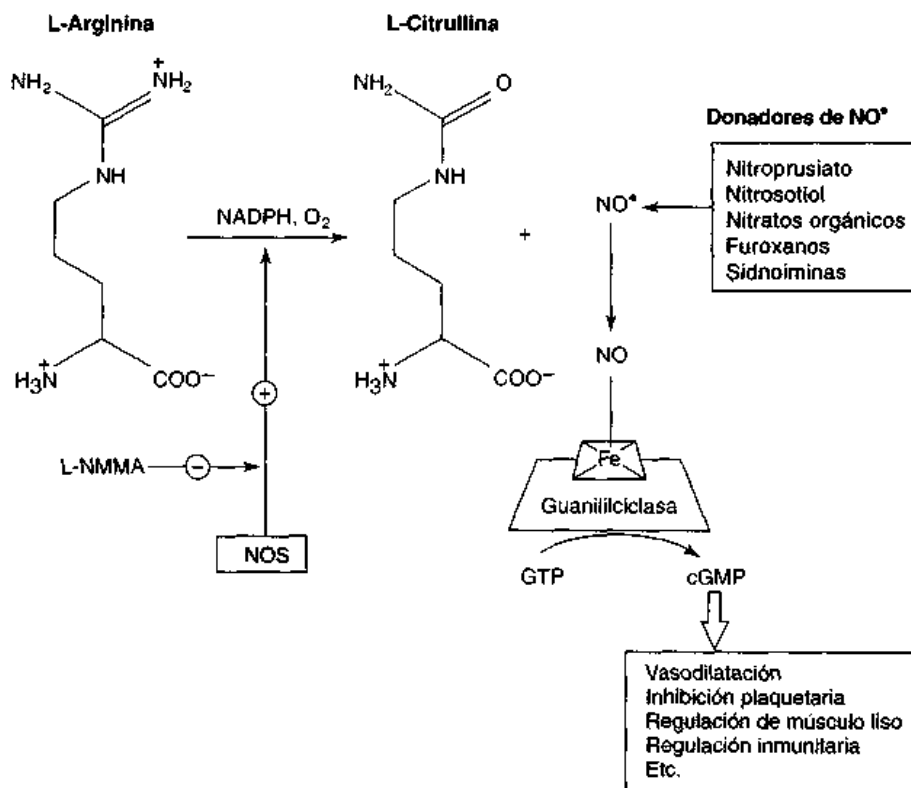 L-Arginina
L-Citrullina
NH₂
+
NH₂
NH
H₃N⁺
COO⁻
NADPH, O₂
NH₂
O
NH
H₃N⁺
COO⁻
+
NO•
Donadores de NO•
Nitroprusiato
Nitrosotiol
Nitratos orgánicos
Furoxanos
Sidnoiminas
NO
Fe
Guanililciclasa
GTP
cGMP
+
L-NMMA
−
NOS
Vasodilatación
Inhibición plaquetaria
Regulación de músculo liso
Regulación inmunitaria
Etc.